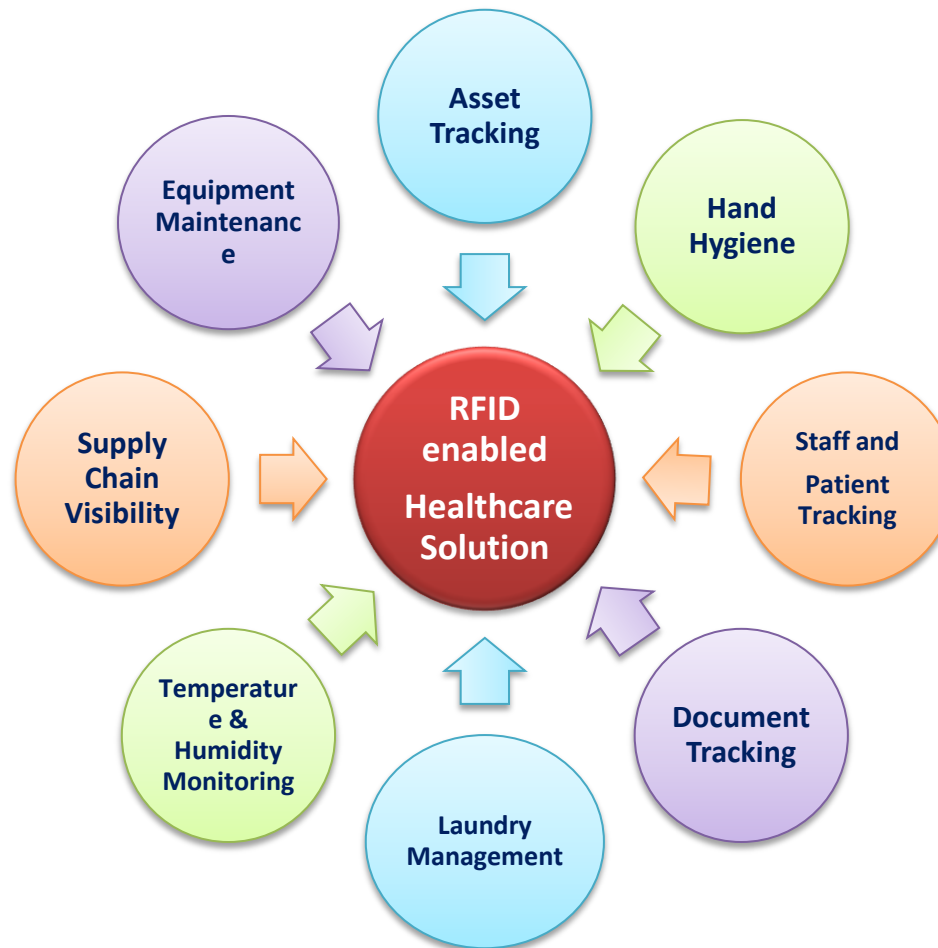 Asset
Tracking
Hand
Hygiene
Staff and
Patient
Tracking
Document
Tracking
Laundry
Management
Temperatur
e &
Humidity
Monitoring
Supply
Chain
Visibility
Equipment
Maintenanc
e
RFID
enabled
Healthcare
Solution